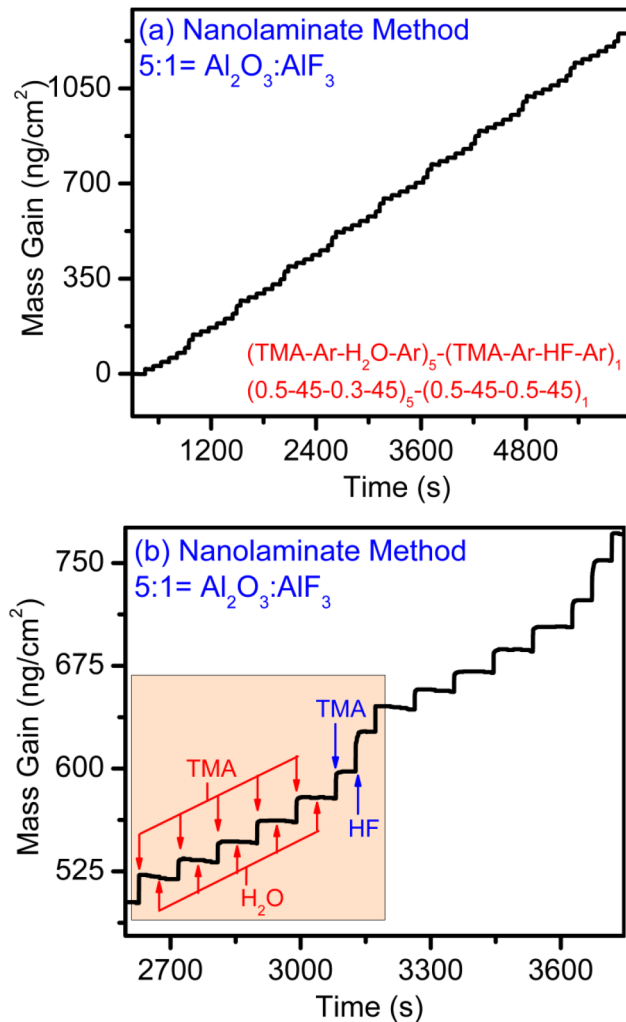 (a) Nanolaminate Method
5:1= Al₂O₃:AlF₃
1050
700
350
0
Mass Gain (ng/cm²)
(TMA-Ar-H₂O-Ar)₅-(TMA-Ar-HF-Ar)₁
(0.5-45-0.3-45)₅-(0.5-45-0.5-45)₁
1200 2400 3600 4800
Time (s)
(b) Nanolaminate Method
5:1= Al₂O₃:AlF₃
750
675
600
525
Mass Gain (ng/cm²)
TMA
TMA
HF
H₂O
2700 3000 3300 3600
Time (s)